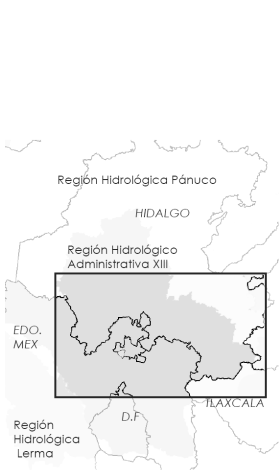 Región Hidrológica Pánuco
HIDALGO
Región Hidrológico
Administrativa XIII
EDO.
MEX
TLAXCALA
D.F
Región
Hidrológica
Lerma